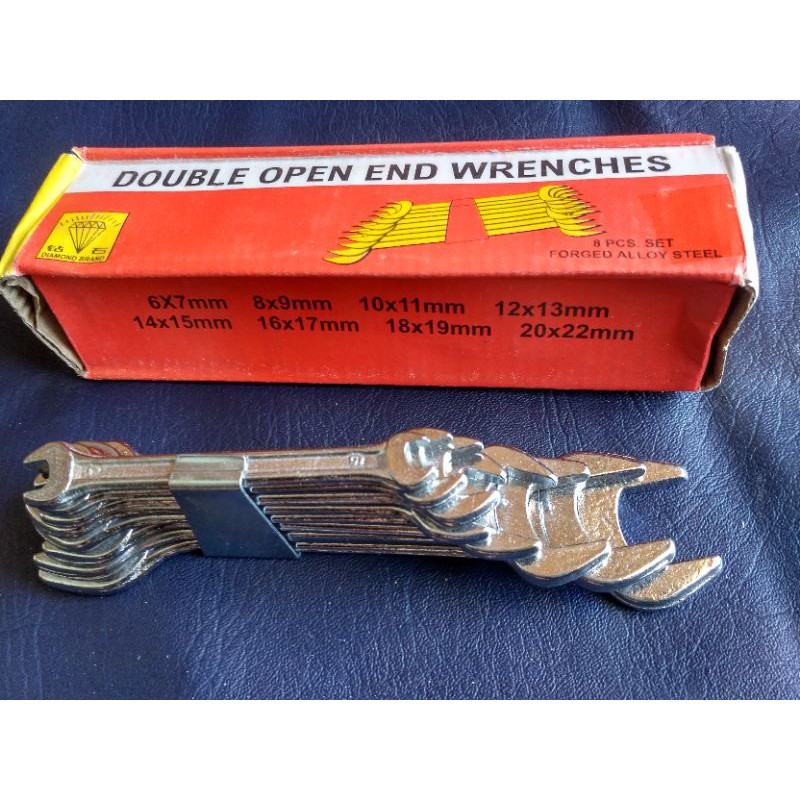 DOUBLE OPEN END WRENCHES
DIAMOND BRAND
8 PCS. SET
FORGED ALLOY STEEL
6X7mm 8x9mm 10x11mm 12x13mm
14x15mm 16x17mm 18x19mm 20x22mm